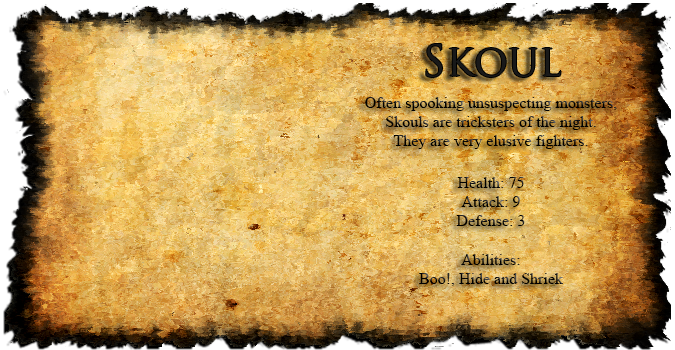 Skoul
Often spooking unsuspecting monsters,
Skouls are tricksters of the night.
They are very elusive fighters.
Health: 75
Attack: 9
Defense: 3
Abilities:
Boo!, Hide and Shriek